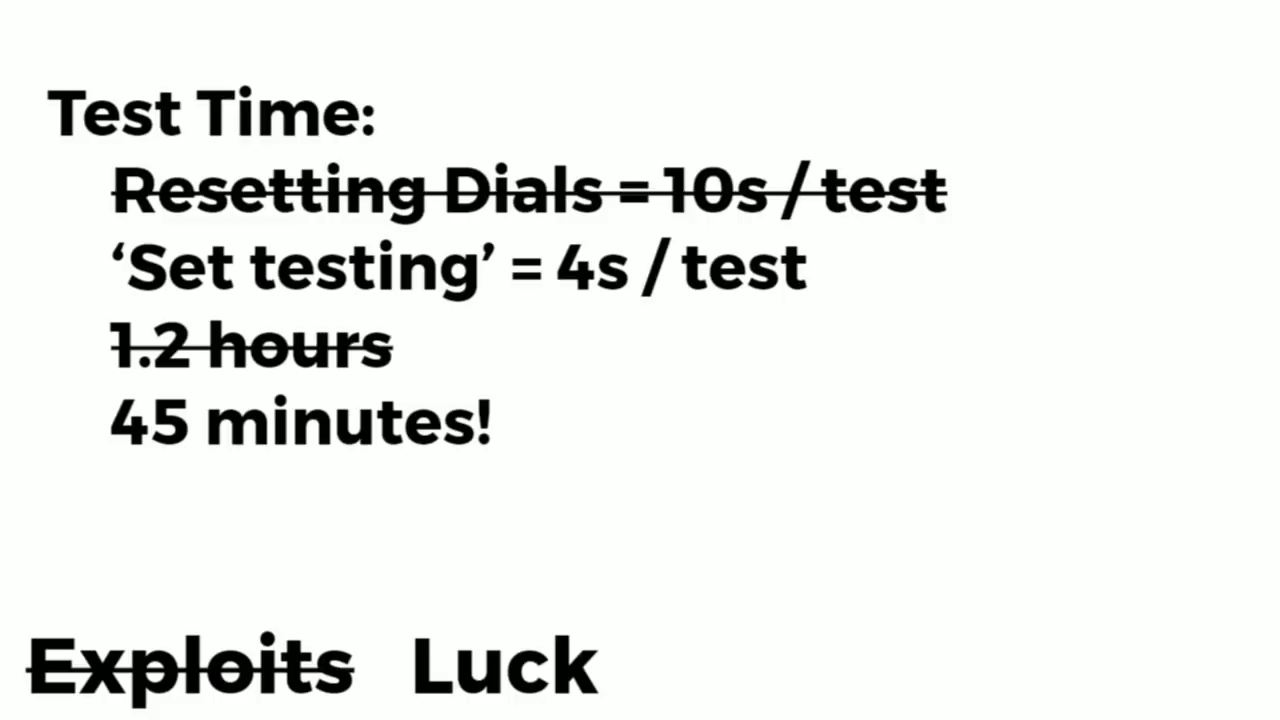 Test Time:
Resetting Dials = 10s / test
‘Set testing’ = 4s / test
1.2 hours
45 minutes!
Exploits Luck